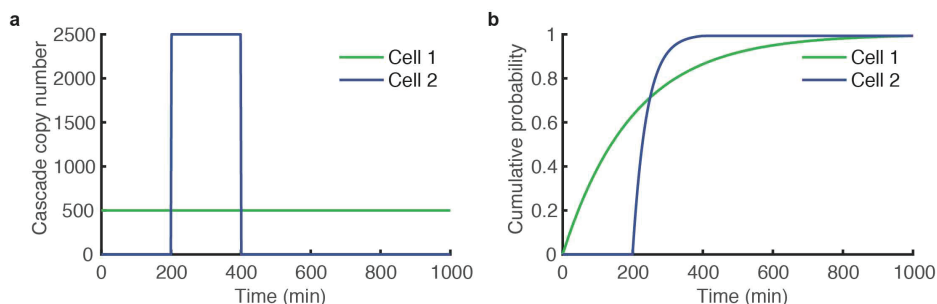 a
Cascade copy number
2500
2000
1500
1000
500
0
0 200 400 600 800 1000
Time (min)
Cell 1
Cell 2
b
Cumulative probability
1
0.8
0.6
0.4
0.2
0
0 200 400 600 800 1000
Time (min)
Cell 1
Cell 2